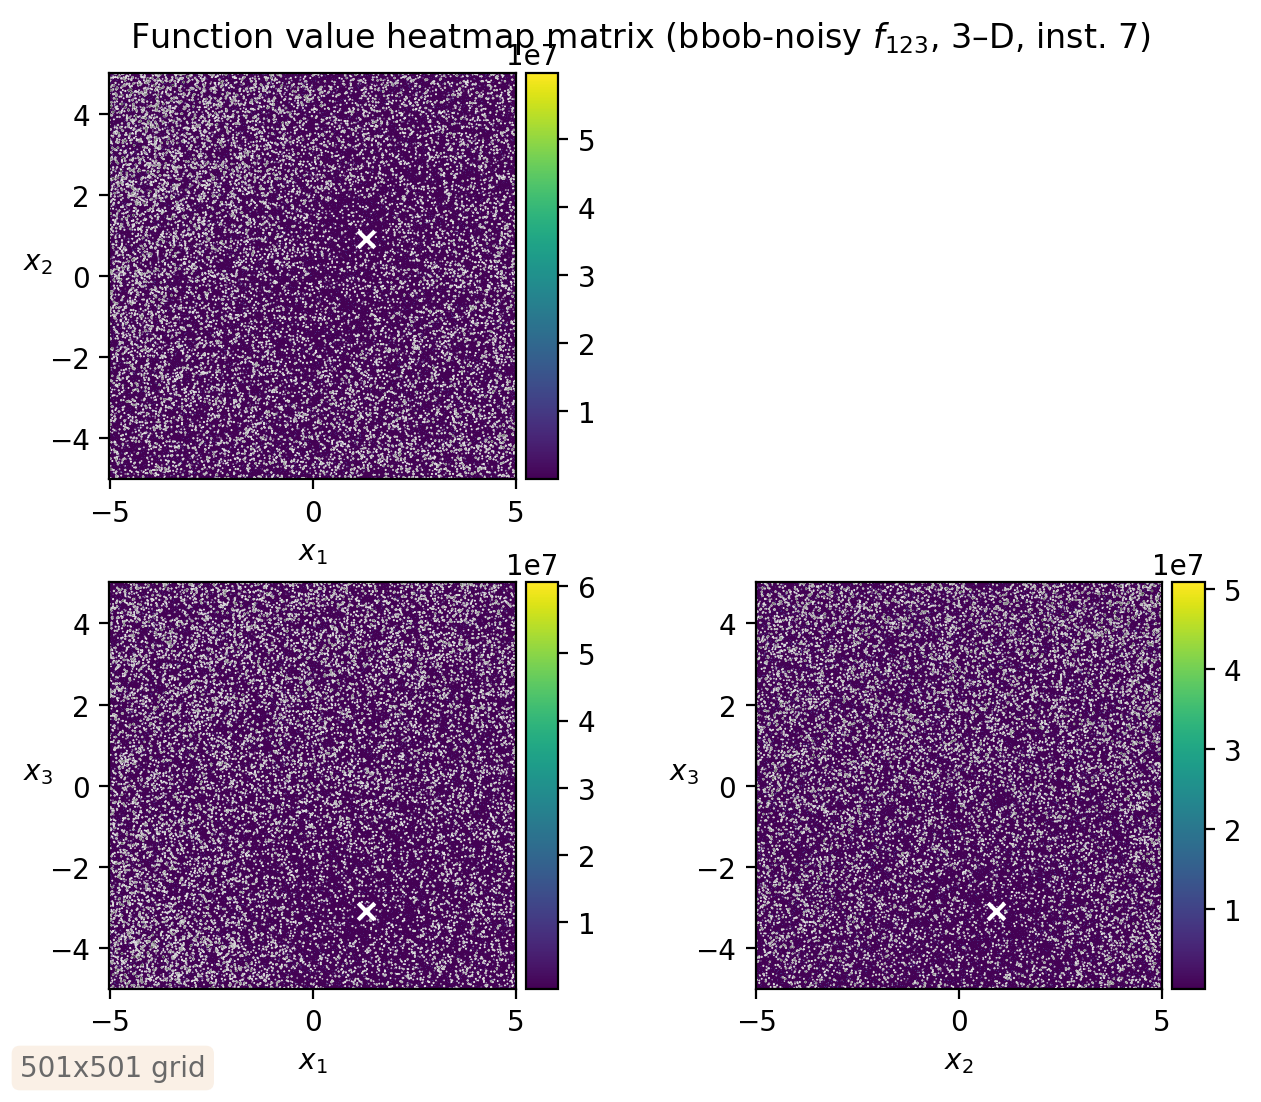 Function value heatmap matrix (bbob-noisy f₁₂₃, 3–D, inst. 7)
1e7
4
2
0
−2
−4
x₂
5
4
3
2
1
−5 0 5
x₁
1e7
4
2
0
−2
−4
x₃
6
5
4
3
2
1
−5 0 5
x₁
1e7
4
2
0
−2
−4
x₃
5
4
3
2
1
−5 0 5
x₂
501x501 grid